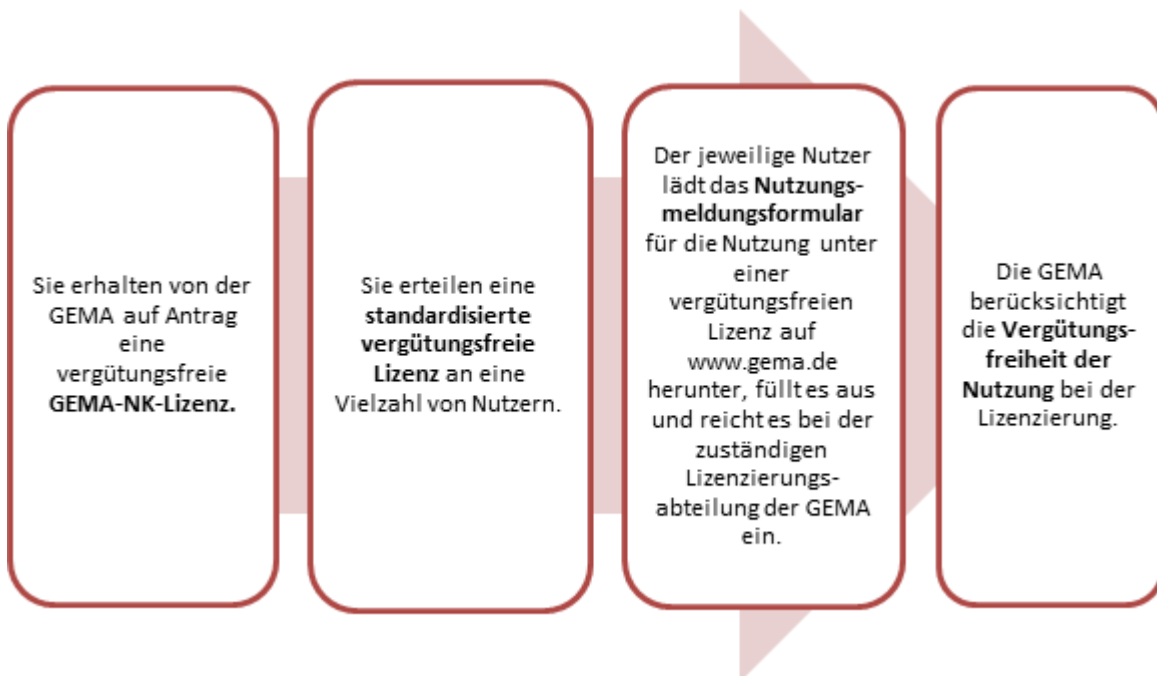 Sie erhalten von der
GEMA auf Antrag
eine
vergütungsfreie
GEMA-NK-Lizenz.
Sie erteilen eine
standardisierte
vergütungsfreie
Lizenz an eine
Vielzahl von Nutzern.
Der jeweilige Nutzer
lädt das Nutzungs-
meldungsformular
für die Nutzung unter
einer
vergütungsfreien
Lizenz auf
www.gema.de
herunter, füllt es aus
und reicht es bei der
zuständigen
Lizenzierungs-
abteilung der GEMA
ein.
Die GEMA
berücksichtigt
die Vergütungs-
freiheit der
Nutzung bei der
Lizenzierung.